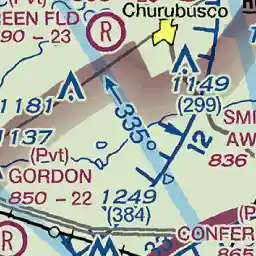 Churubusco
EEN FLD
R
90 - 23
1149
(299)
1181
335°
12
1137
SMI
AW
836
(Pvt)
GORDON
850 - 22
1249
(384)
R
CONFER
(Pvt)